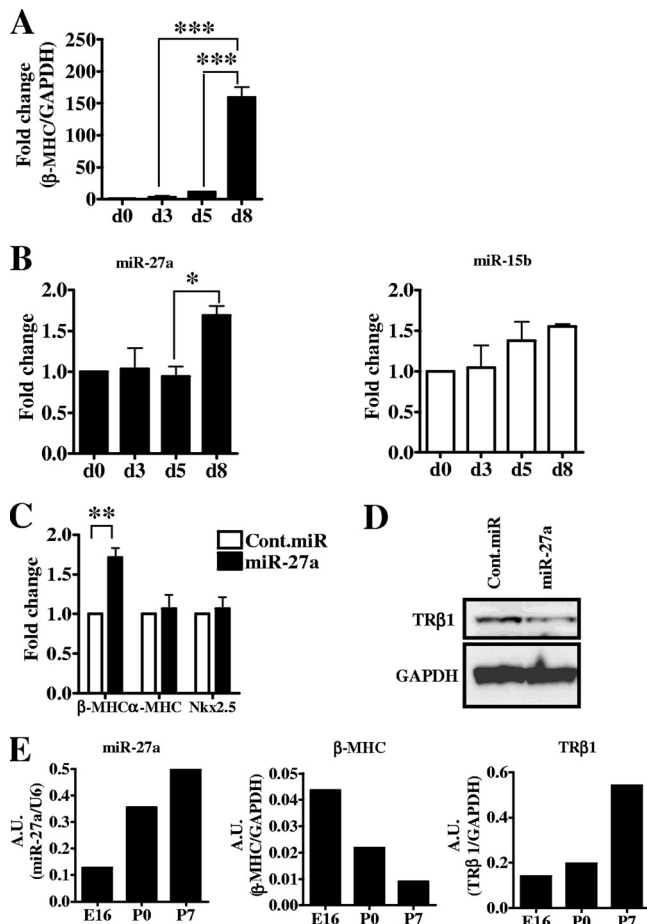 A
Fold change
(β-MHC/GAPDH)
250
200
150
100
50
0
***
***
d0 d3 d5 d8
B
miR-27a
Fold change
2.0
1.5
1.0
0.5
0.0
*
d0 d3 d5 d8
miR-15b
Fold change
2.0
1.5
1.0
0.5
0.0
d0 d3 d5 d8
C
Fold change
2.0
1.5
1.0
0.5
0.0
**
Cont.miR
miR-27a
β-MHC α-MHC Nkx2.5
D
Cont.miR
miR-27a
TRβ1
GAPDH
E
miR-27a
A.U.
(miR-27a/U6)
0.5
0.4
0.3
0.2
0.1
0.0
E16 P0 P7
β-MHC
A.U.
(β-MHC/GAPDH)
0.05
0.04
0.03
0.02
0.01
0.00
E16 P0 P7
TRβ1
A.U.
(TRβ 1/GAPDH)
0.6
0.4
0.2
0.0
E16 P0 P7